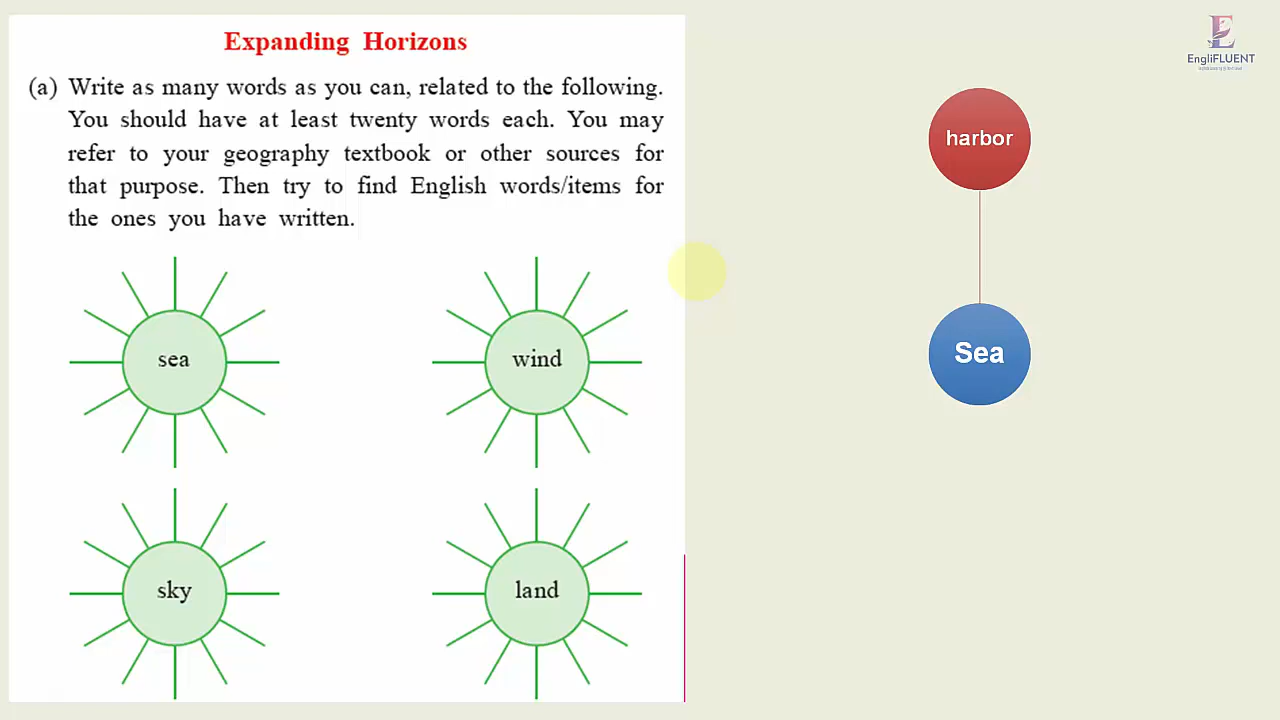 Expanding Horizons
(a) Write as many words as you can, related to the following.
You should have at least twenty words each. You may
refer to your geography textbook or other sources for
that purpose. Then try to find English words/items for
the ones you have written.
sea
wind
sky
land
harbor
Sea
E
EngliFLUENT